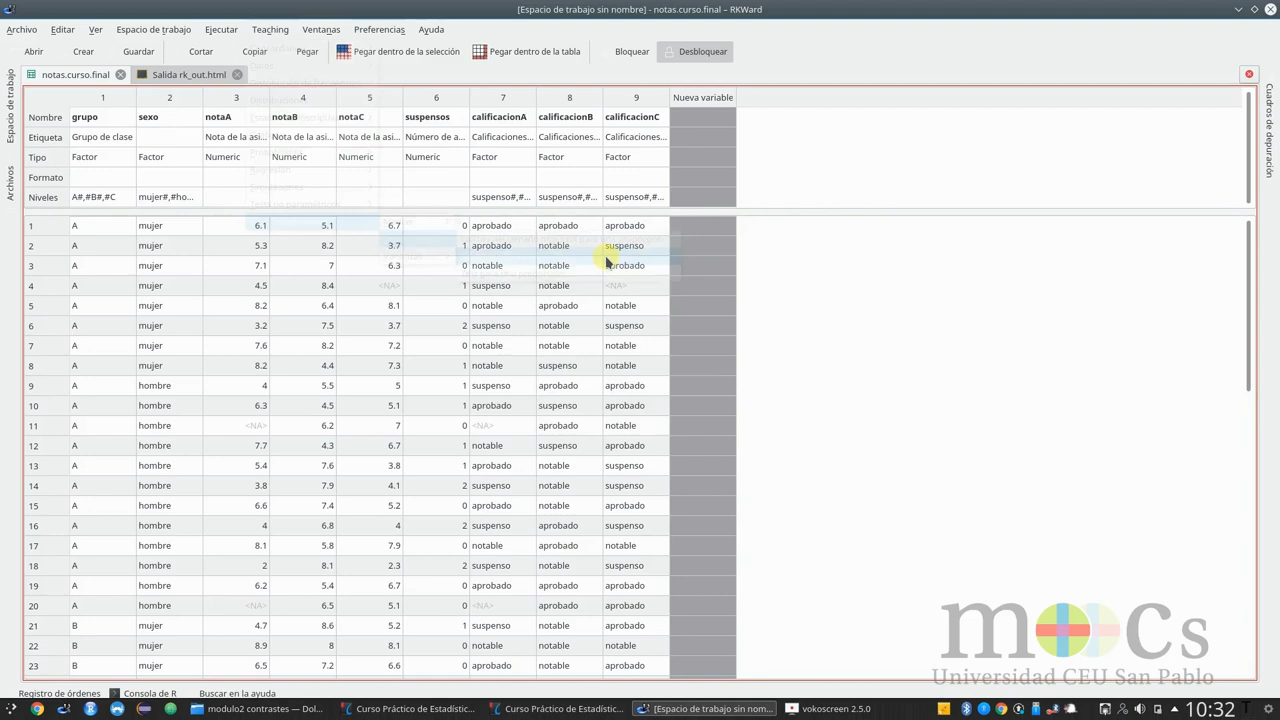 [Espacio de trabajo sin nombre] - notas.curso.final – RKWard
Archivo Editar Ver Espacio de trabajo Ejecutar Teaching Ventanas Preferencias Ayuda
Abrir Crear Guardar Cortar Copiar Pegar Pegar dentro de la selección Pegar dentro de la tabla Bloquear Desbloquear
notas.curso.final Salida rk_out.html
Espacio de trabajo
Archivos
Cuadros de depuración
1 2 3 4 5 6 7 8 9 Nueva variable
Nombre grupo sexo notaA notaB notaC suspensos calificacionA calificacionB calificacionC
Etiqueta Grupo de clase Nota de la asi... Nota de la asi... Nota de la asi... Número de a... Calificaciones... Calificaciones... Calificaciones...
Tipo Factor Factor Numeric Numeric Numeric Numeric Factor Factor Factor
Formato
Niveles A#,#B#,#C mujer#,#ho... suspenso#,#... suspenso#,#... suspenso#,#...
1 A mujer 6.1 5.1 6.7 0 aprobado aprobado aprobado
2 A mujer 5.3 8.2 3.7 1 aprobado notable suspenso
3 A mujer 7.1 7 6.3 0 notable notable aprobado
4 A mujer 4.5 8.4 <NA> 1 suspenso notable <NA>
5 A mujer 8.2 6.4 8.1 0 notable aprobado notable
6 A mujer 3.2 7.5 3.7 2 suspenso notable suspenso
7 A mujer 7.6 8.2 7.2 0 notable notable notable
8 A mujer 8.2 4.4 7.3 1 notable suspenso notable
9 A hombre 4 5.5 5 1 suspenso aprobado aprobado
10 A hombre 6.3 4.5 5.1 1 aprobado suspenso aprobado
11 A hombre <NA> 6.2 7 0 <NA> aprobado notable
12 A hombre 7.7 4.3 6.7 1 notable suspenso aprobado
13 A hombre 5.4 7.6 3.8 1 aprobado notable suspenso
14 A hombre 3.8 7.9 4.1 2 suspenso notable suspenso
15 A hombre 6.6 7.4 5.2 0 aprobado notable aprobado
16 A hombre 4 6.8 4 2 suspenso aprobado suspenso
17 A hombre 8.1 5.8 7.9 0 notable aprobado notable
18 A hombre 2 8.1 2.3 2 suspenso notable suspenso
19 A hombre 6.2 5.4 6.7 0 aprobado aprobado aprobado
20 A hombre <NA> 6.5 5.1 0 <NA> aprobado aprobado
21 B mujer 4.7 8.6 5.2 1 suspenso notable aprobado
22 B mujer 8.9 8 8.1 0 notable notable notable
23 B mujer 6.5 7.2 6.6 0 aprobado notable aprobado
Universidad CEU San Pablo
Registro de órdenes Consola de R Buscar en la ayuda
modulo2 contrastes — Dol... Curso Práctico de Estadístic... Curso Práctico de Estadístic... [Espacio de trabajo sin nom... vokoscreen 2.5.0 10:32